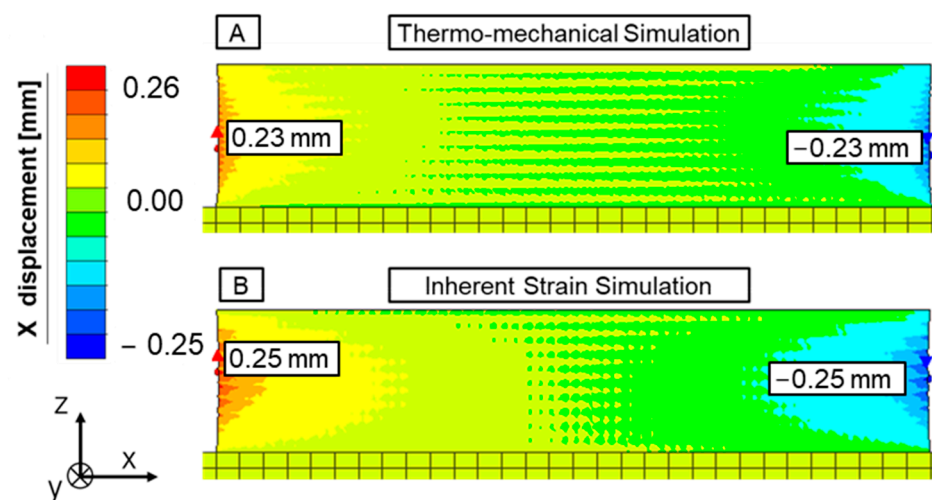 A
Thermo-mechanical Simulation
X displacement [mm]
0.26
0.00
− 0.25
0.23 mm
−0.23 mm
B
Inherent Strain Simulation
0.25 mm
−0.25 mm
z
x
y